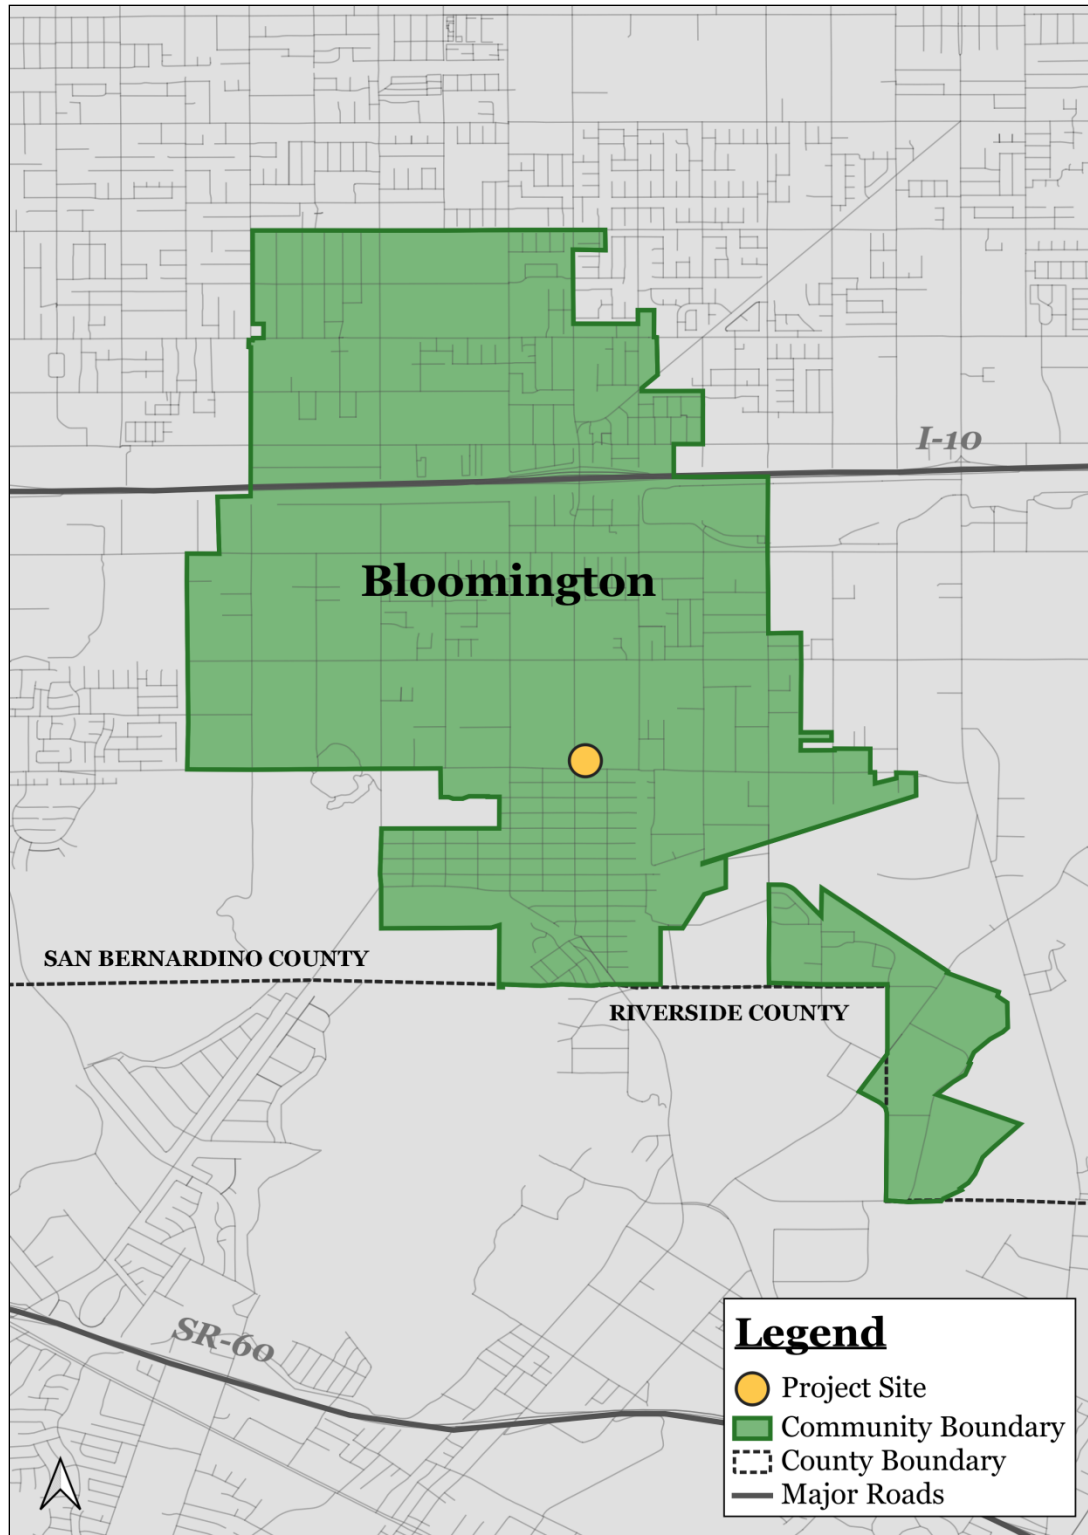 I-10
Bloomington
SAN BERNARDINO COUNTY
RIVERSIDE COUNTY
SR-60
Legend
Project Site
Community Boundary
County Boundary
Major Roads